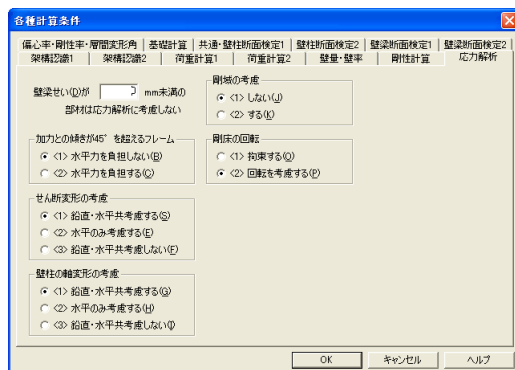 各種計算条件
偏心率・剛性率・層間変形角 基礎計算 共通・壁柱断面検定1 壁柱断面検定2 壁梁断面検定1 壁梁断面検定2
架構認識1 架構認識2 荷重計算1 荷重計算2 壁量・壁率 剛性計算 応力解析
壁梁せい(D)が mm未満の
部材は応力解析に考慮しない
加力との傾きが45°を超えるフレーム
<1> 水平力を負担しない(B)
<2> 水平力を負担する(C)
せん断変形の考慮
<1> 鉛直・水平共考慮する(S)
<2> 水平のみ考慮する(E)
<3> 鉛直・水平共考慮しない(F)
壁柱の軸変形の考慮
<1> 鉛直・水平共考慮する(G)
<2> 水平のみ考慮する(H)
<3> 鉛直・水平共考慮しない(I)
剛域の考慮
<1> しない(J)
<2> する(K)
剛床の回転
<1> 拘束する(O)
<2> 回転を考慮する(P)
OK キャンセル ヘルプ